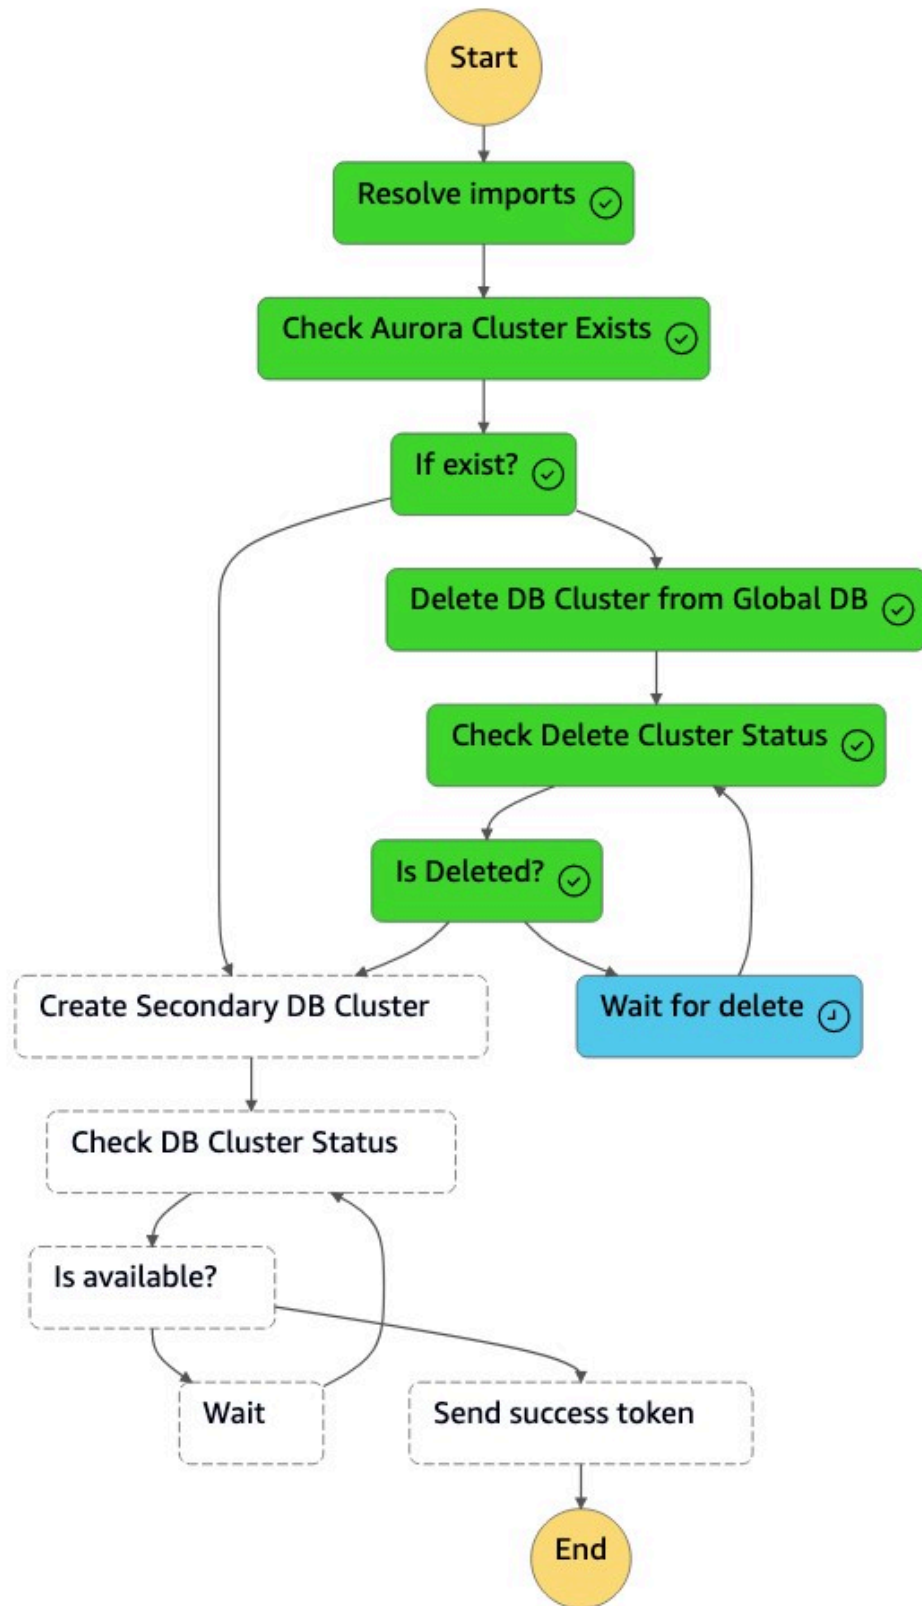 Start
Resolve imports
Check Aurora Cluster Exists
If exist?
Delete DB Cluster from Global DB
Check Delete Cluster Status
Is Deleted?
Create Secondary DB Cluster
Wait for delete
Check DB Cluster Status
Is available?
Wait
Send success token
End